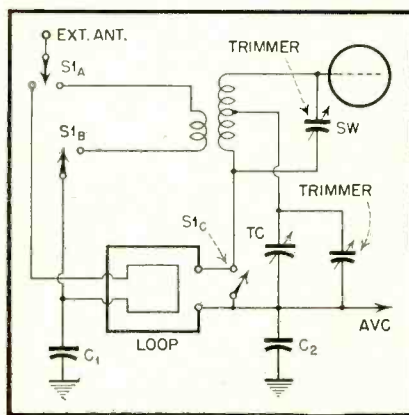 EXT. ANT.
TRIMMER
S1A
S1B
SW
S1C
TC
TRIMMER
AVC
LOOP
C1
C2